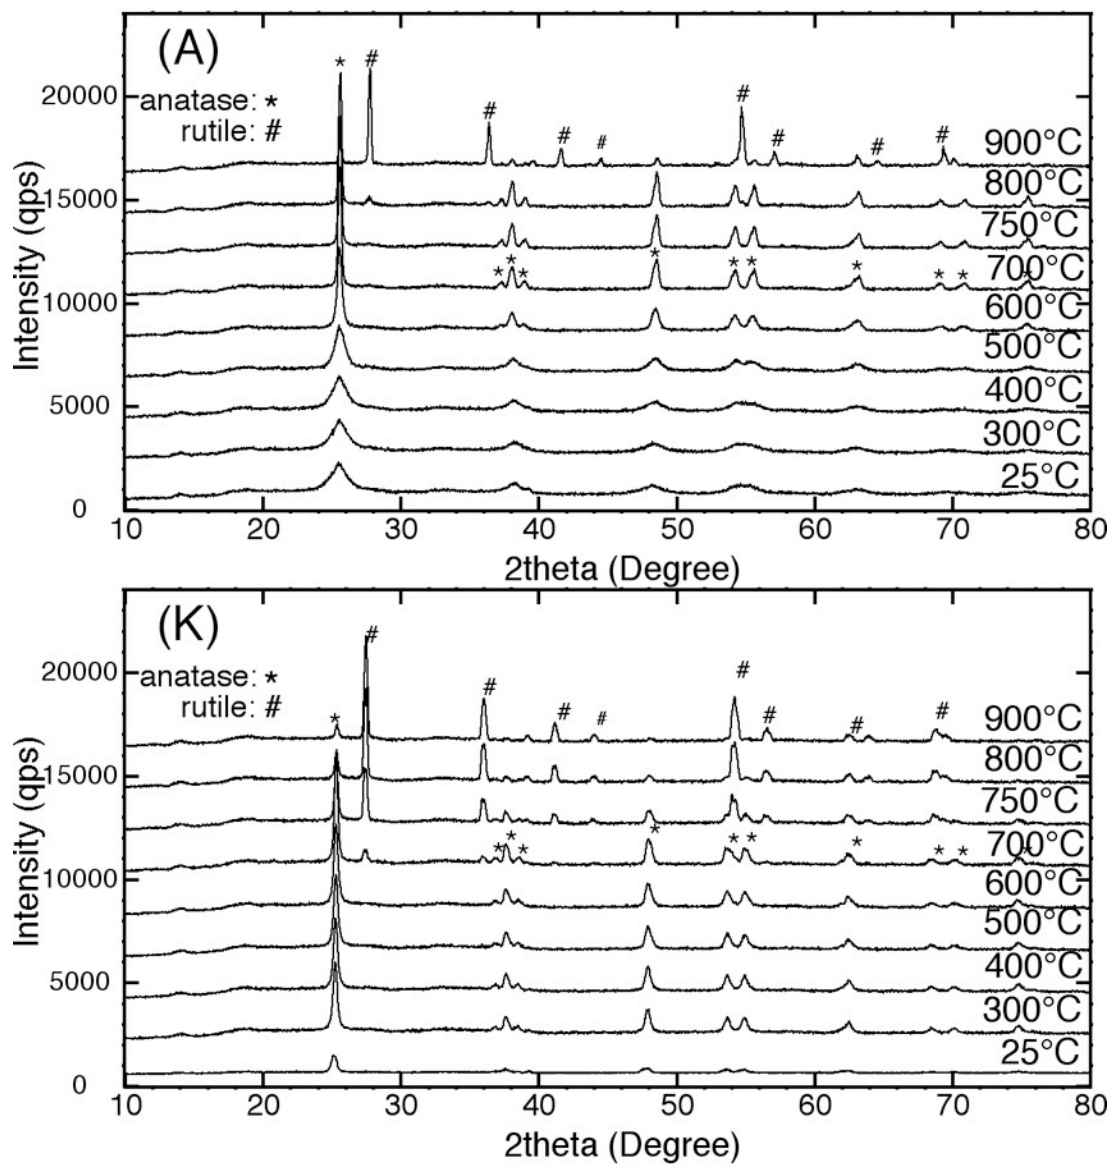 (A)
*
#
anatase: *
rutile: #
#
#
#
#
#
#
#
900°C
800°C
750°C
700°C
* * * * * * * * * *
600°C
500°C
400°C
300°C
25°C
20000
15000
10000
5000
0
Intensity (qps)
10 20 30 40 50 60 70 80
2theta (Degree)
(K)
#
anatase: *
rutile: #
*
#
#
#
#
#
#
#
900°C
800°C
750°C
700°C
* * * * * * * * * *
600°C
500°C
400°C
300°C
25°C
20000
15000
10000
5000
0
Intensity (qps)
10 20 30 40 50 60 70 80
2theta (Degree)